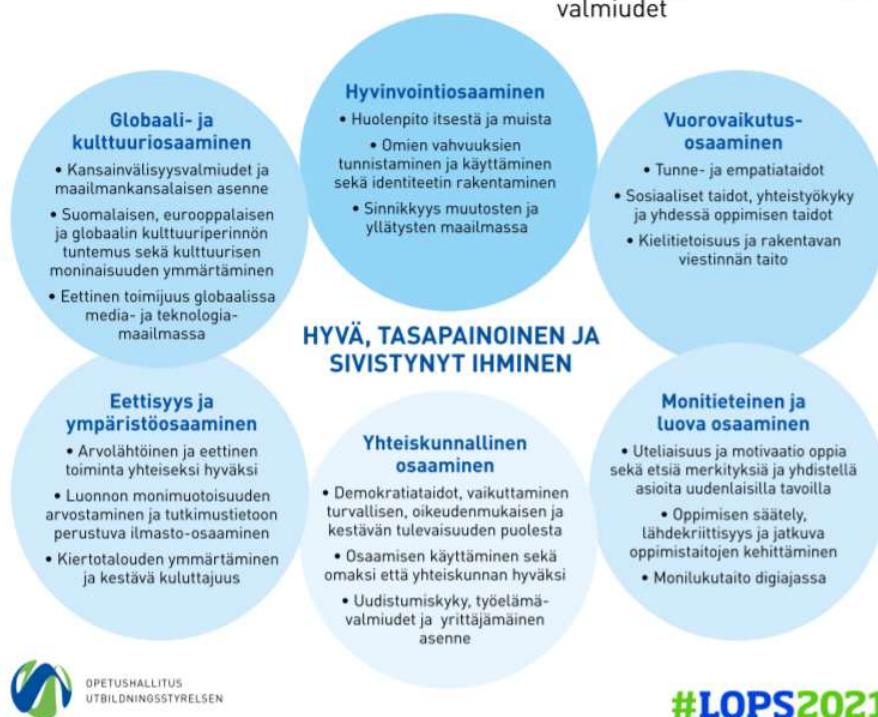 valmiudet
Hyvinvointiosaaminen
• Huolenpito itsestä ja muista
• Omien vahvuuksien
tunnistaminen ja käyttäminen
sekä identiteetin rakentaminen
• Sinnikkyys muutosten ja
yllätysten maailmassa
Globaali- ja
kulttuuriosaaminen
• Kansainvälisyysvalmiudet ja
maailmankansalaisen asenne
• Suomalaisen, eurooppalaisen
ja globaalin kulttuuriperinnön
tuntemus sekä kulttuurisen
moninaisuuden ymmärtäminen
• Eettinen toimijuus globaalissa
media- ja teknologia-
maailmassa
Vuorovaikutus-
osaaminen
• Tunne- ja empatiataidot
• Sosiaaliset taidot, yhteistyökyky
ja yhdessä oppimisen taidot
• Kielitietoisuus ja rakentavan
viestinnän taito
HYVÄ, TASAPAINOINEN JA
SIVISTYNYT IHMINEN
Eettisyys ja
ympäristöosaaminen
• Arvolähtöinen ja eettinen
toiminta yhteiseksi hyväksi
• Luonnon monimuotoisuuden
arvostaminen ja tutkimustietoon
perustuva ilmasto-osaaminen
• Kiertotalouden ymmärtäminen
ja kestävä kuluttajuus
Yhteiskunnallinen
osaaminen
• Demokratiataidot, vaikuttaminen
turvallisen, oikeudenmukaisen ja
kestävän tulevaisuuden puolesta
• Osaamisen käyttäminen sekä
omaksi että yhteiskunnan hyväksi
• Uudistumiskyky, työelämä-
valmiudet ja yrittäjämäinen
asenne
Monitieteinen ja
luova osaaminen
• Uteliaisuus ja motivaatio oppia
sekä etsiä merkityksiä ja yhdistellä
asioita uudenlaisilla tavoilla
• Oppimisen säätely,
lähdekriittisyys ja jatkuva
oppimistaitojen kehittäminen
• Monilukutaito digiajassa
OPETUSHALLITUS
UTBILDNINGSSTYRELSEN
#LOPS2021